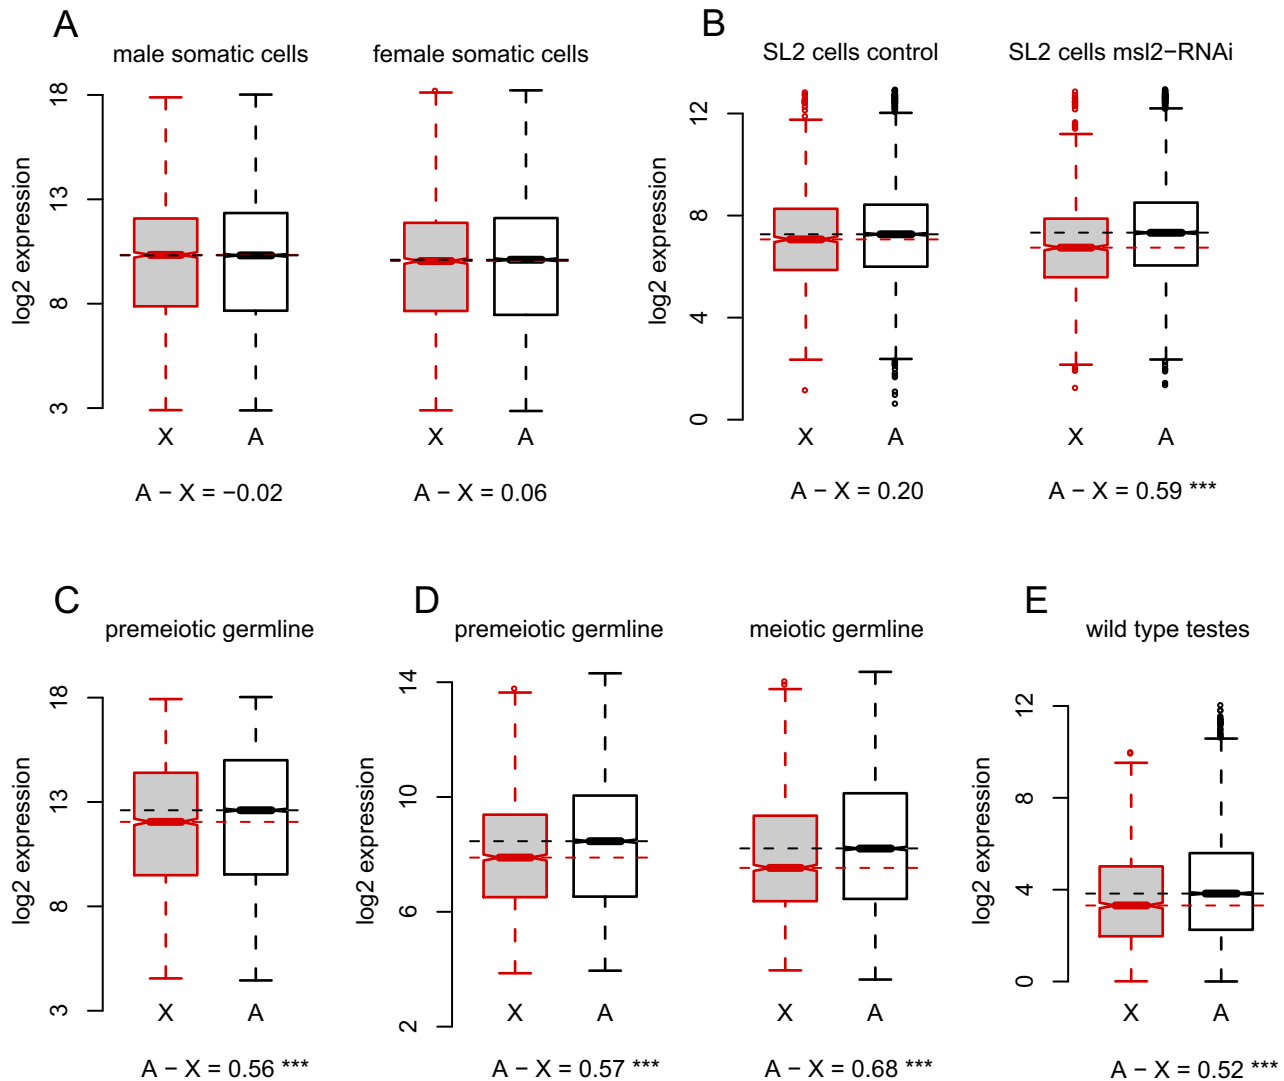 A
male somatic cells
female somatic cells
log2 expression
18
13
8
3
X
A
X
A
A − X = −0.02
A − X = 0.06
B
SL2 cells control
SL2 cells msl2−RNAi
log2 expression
12
8
4
0
X
A
X
A
A − X = 0.20
A − X = 0.59 ***
C
premeiotic germline
log2 expression
18
13
8
3
X
A
A − X = 0.56 ***
D
premeiotic germline
meiotic germline
log2 expression
14
10
6
2
X
A
X
A
A − X = 0.57 ***
A − X = 0.68 ***
E
wild type testes
log2 expression
12
8
4
0
X
A
A − X = 0.52 ***